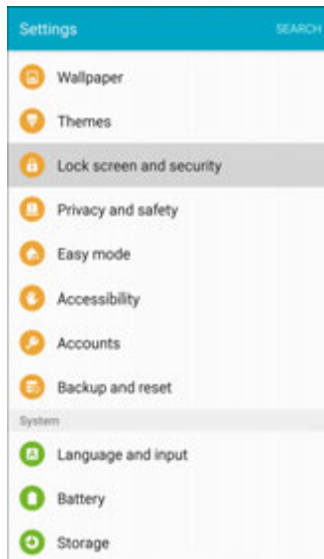 Settings SEARCH
Wallpaper
Themes
Lock screen and security
Privacy and safety
Easy mode
Accessibility
Accounts
Backup and reset
System
Language and input
Battery
Storage